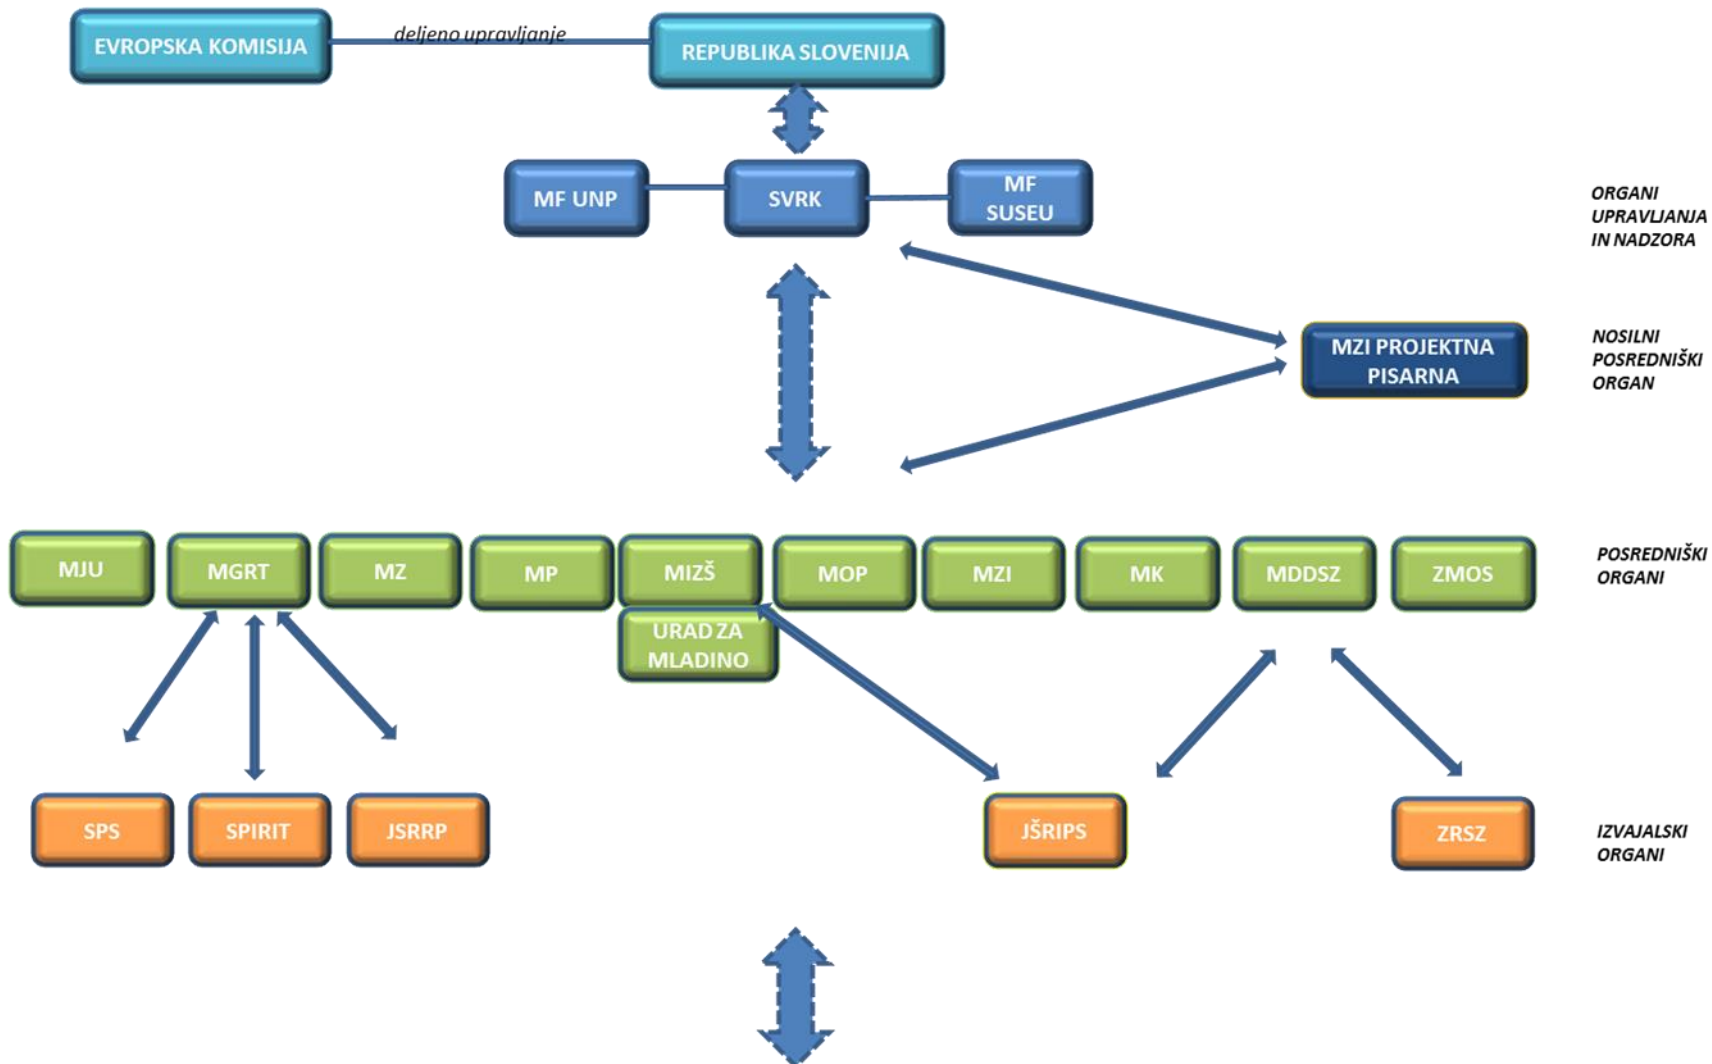 EVROPSKA KOMISIJA
deljeno upravljanje
REPUBLIKA SLOVENIJA
MF UNP
SVRK
MF
SUSEU
ORGANI
UPRAVLJANJA
IN NADZORA
MZI PROJEKTNA
PISARNA
NOSILNI
POSREDNIŠKI
ORGAN
MJU
MGRT
MZ
MP
MIZŠ
MOP
MZI
MK
MDDSZ
ZMOS
POSREDNIŠKI
ORGANI
URAD ZA
MLADINO
SPS
SPIRIT
JSRRP
JŠRIPS
ZRSZ
IZVAJALSKI
ORGANI